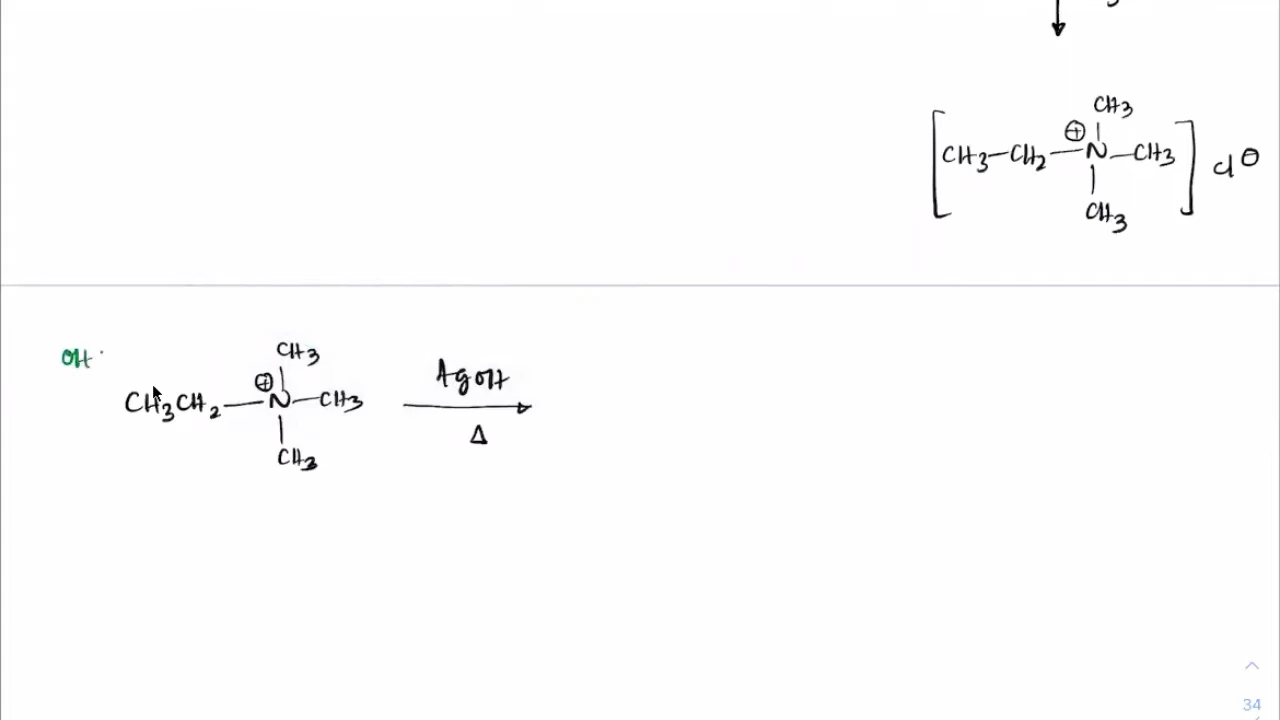 CH3
[CH3-CH2-N⊕-CH3] Cl⊖
CH3
OH
CH3
CH3CH2-N⊕-CH3
CH3
AgOH
Δ
34